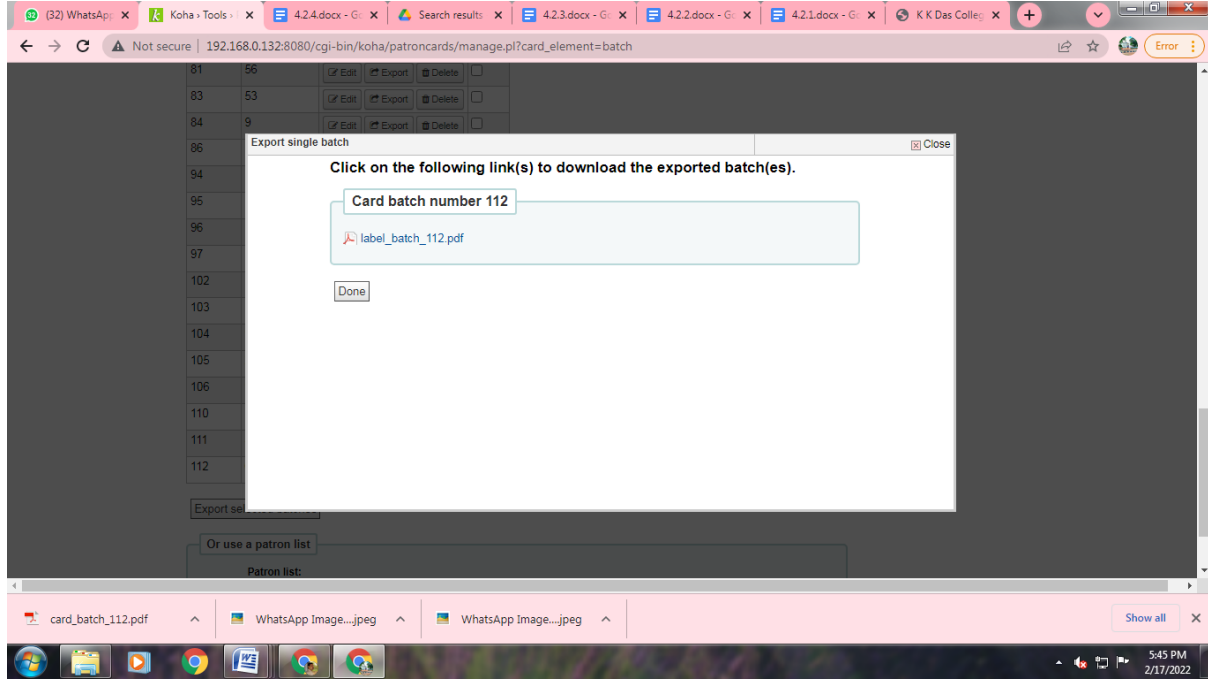 (32) WhatsApp
Koha › Tools ›
4.2.4.docx - Go
Search results
4.2.3.docx - Go
4.2.2.docx - Go
4.2.1.docx - Go
K K Das Colleg
Not secure | 192.168.0.132:8080/cgi-bin/koha/patroncards/manage.pl?card_element=batch
Error
81 56 Edit Export Delete
83 53 Edit Export Delete
84 9 Edit Export Delete
86
94
95
96
97
102
103
104
105
106
110
111
112
Export single batch
Close
Click on the following link(s) to download the exported batch(es).
Card batch number 112
label_batch_112.pdf
Done
Or use a patron list
Patron list:
card_batch_112.pdf
WhatsApp Image....jpeg
WhatsApp Image....jpeg
Show all
5:45 PM
2/17/2022